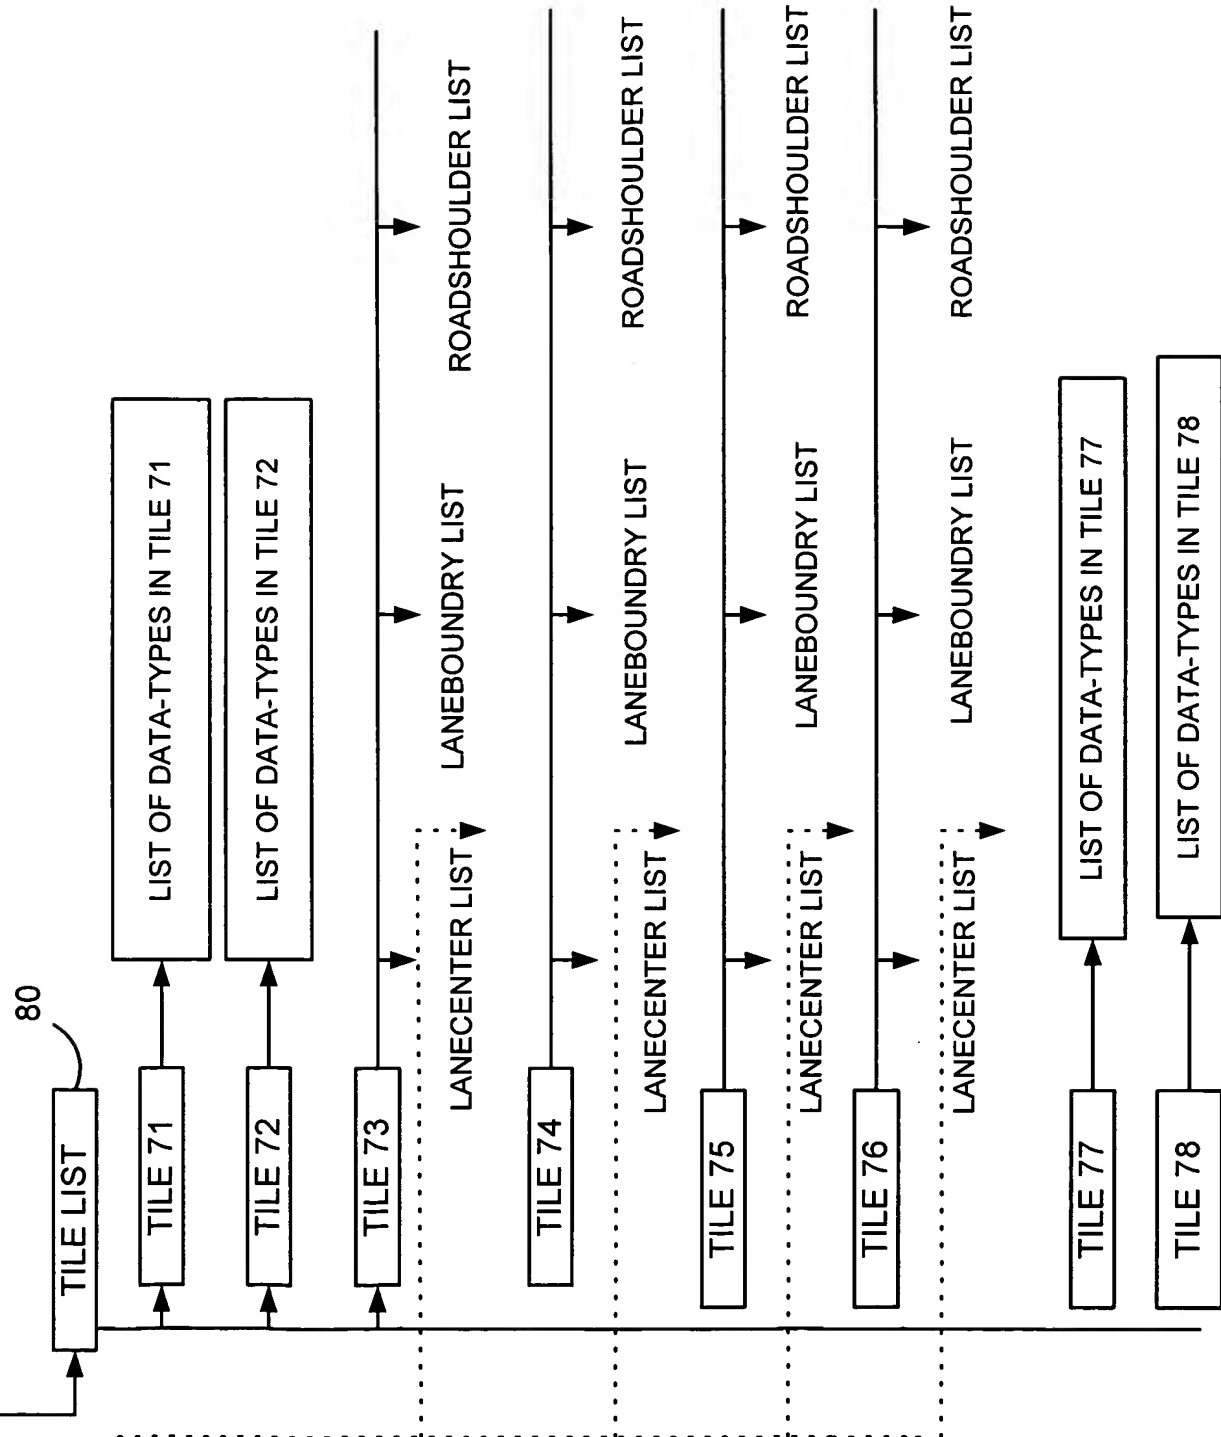 80
TILE LIST
TILE 71
LIST OF DATA-TYPES IN TILE 71
TILE 72
LIST OF DATA-TYPES IN TILE 72
TILE 73
LANECENTER LIST
LANEBOUNDRY LIST
ROADSHOULDER LIST
TILE 74
LANECENTER LIST
LANEBOUNDRY LIST
ROADSHOULDER LIST
TILE 75
LANECENTER LIST
LANEBOUNDRY LIST
ROADSHOULDER LIST
TILE 76
LANECENTER LIST
LANEBOUNDRY LIST
ROADSHOULDER LIST
TILE 77
LIST OF DATA-TYPES IN TILE 77
TILE 78
LIST OF DATA-TYPES IN TILE 78